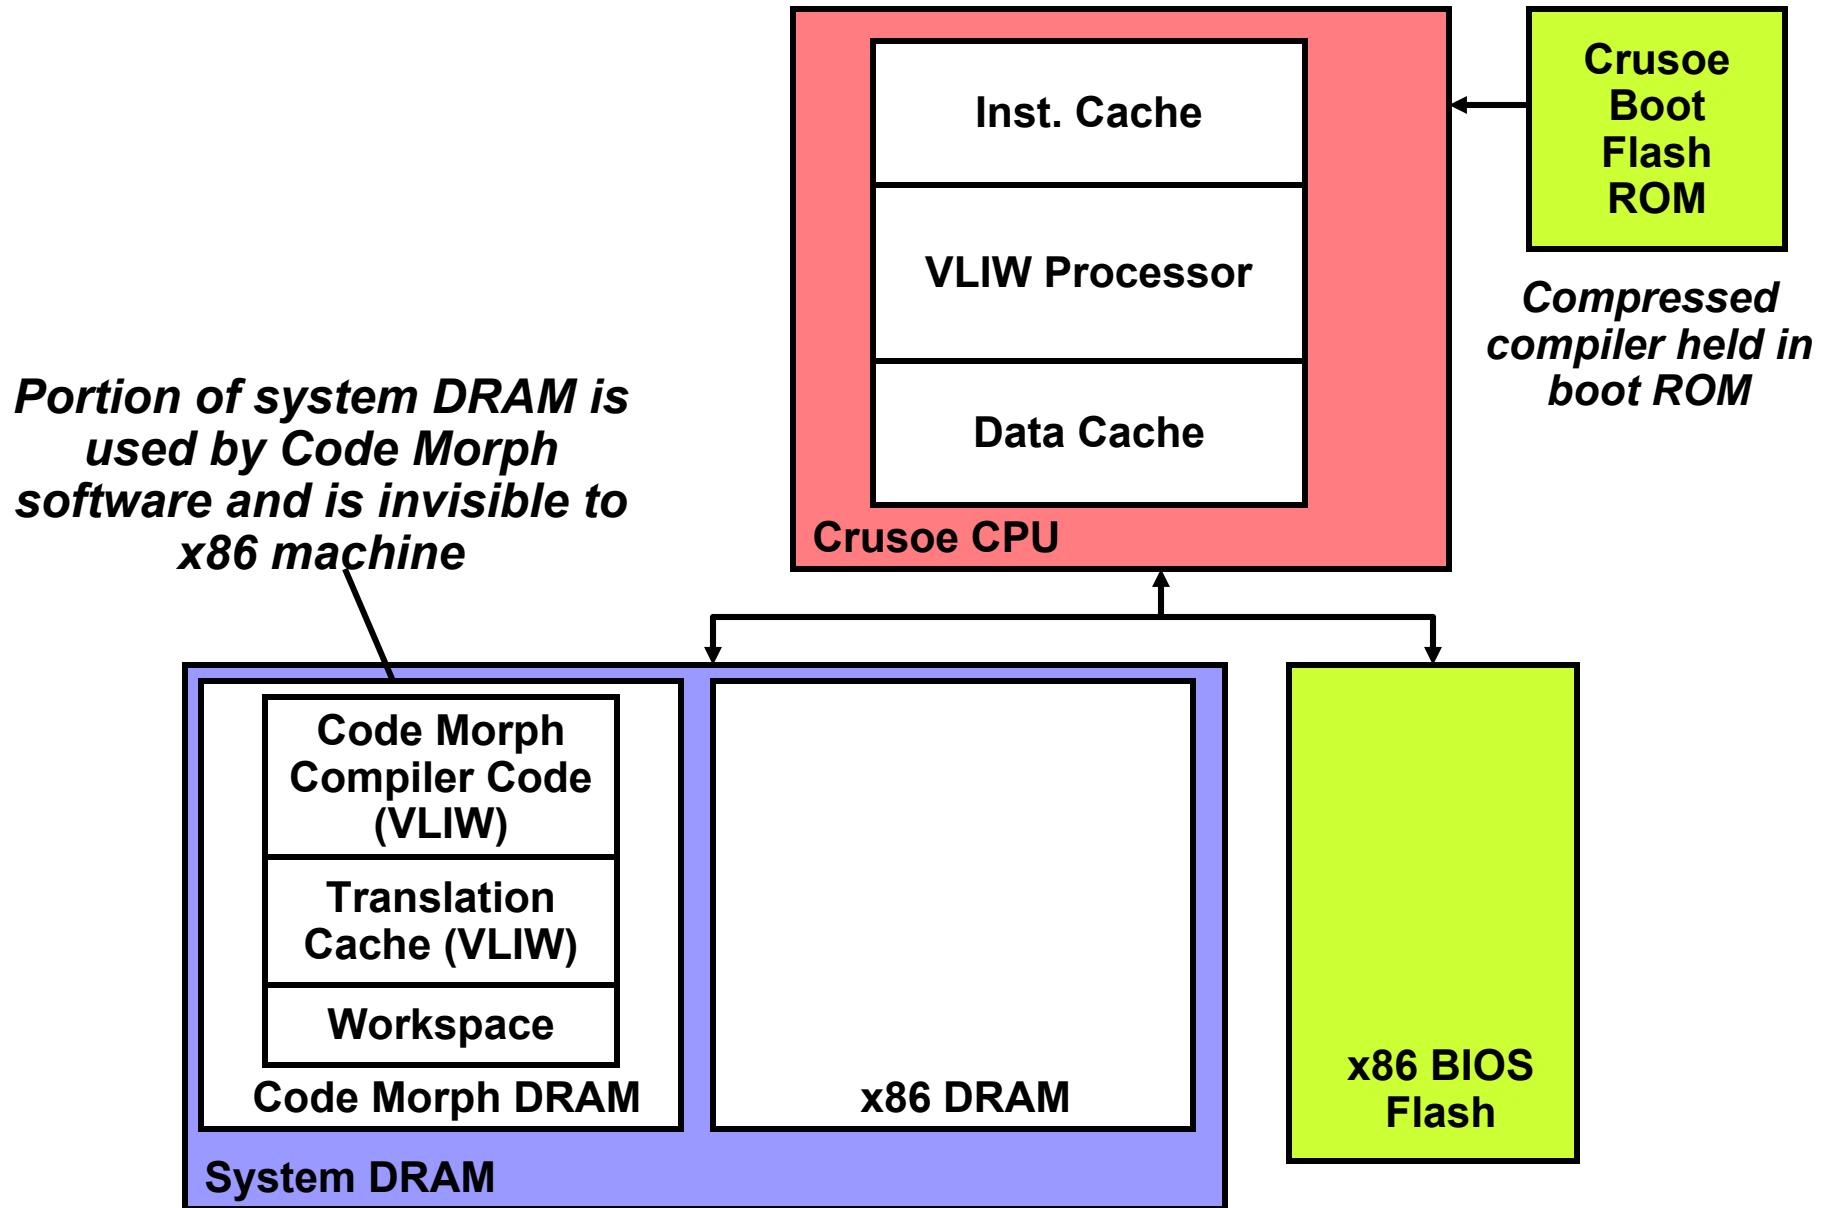 Inst. Cache
VLIW Processor
Data Cache
Crusoe CPU
Crusoe
Boot
Flash
ROM
Compressed
compiler held in
boot ROM
Portion of system DRAM is
used by Code Morph
software and is invisible to
x86 machine
Code Morph
Compiler Code
(VLIW)
Translation
Cache (VLIW)
Workspace
Code Morph DRAM
x86 DRAM
System DRAM
x86 BIOS
Flash